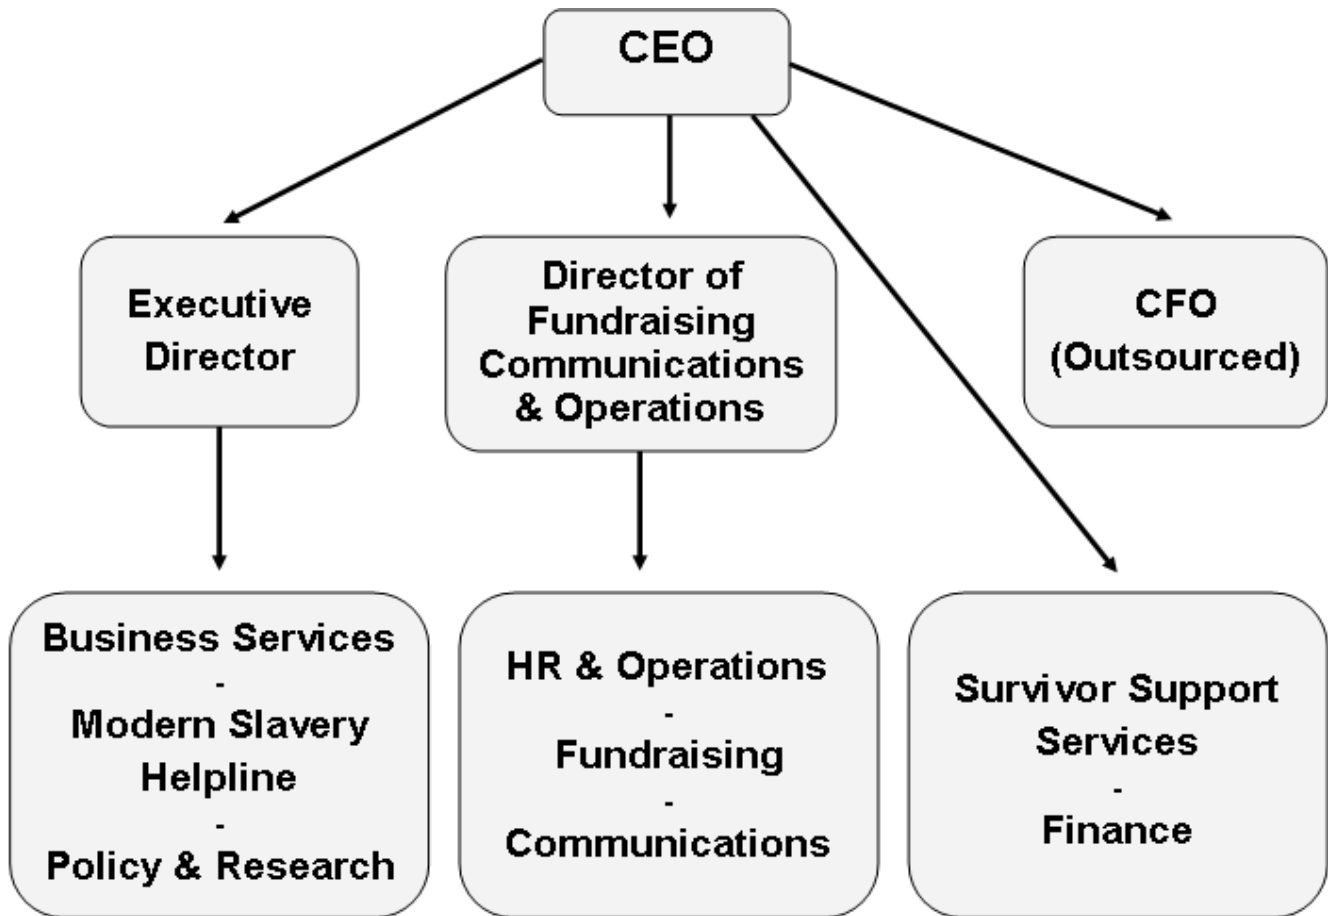 CEO
Executive
Director
Director of
Fundraising
Communications
& Operations
CFO
(Outsourced)
Business Services
-
Modern Slavery
Helpline
-
Policy & Research
HR & Operations
-
Fundraising
-
Communications
Survivor Support
Services
-
Finance